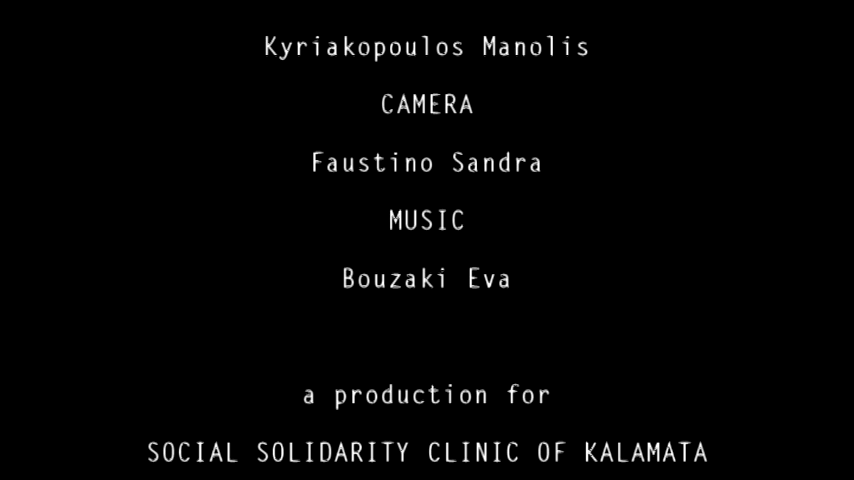 Kyriakopoulos Manolis
CAMERA
Faustino Sandra
MUSIC
Bouzaki Eva
a production for
SOCIAL SOLIDARITY CLINIC OF KALAMATA